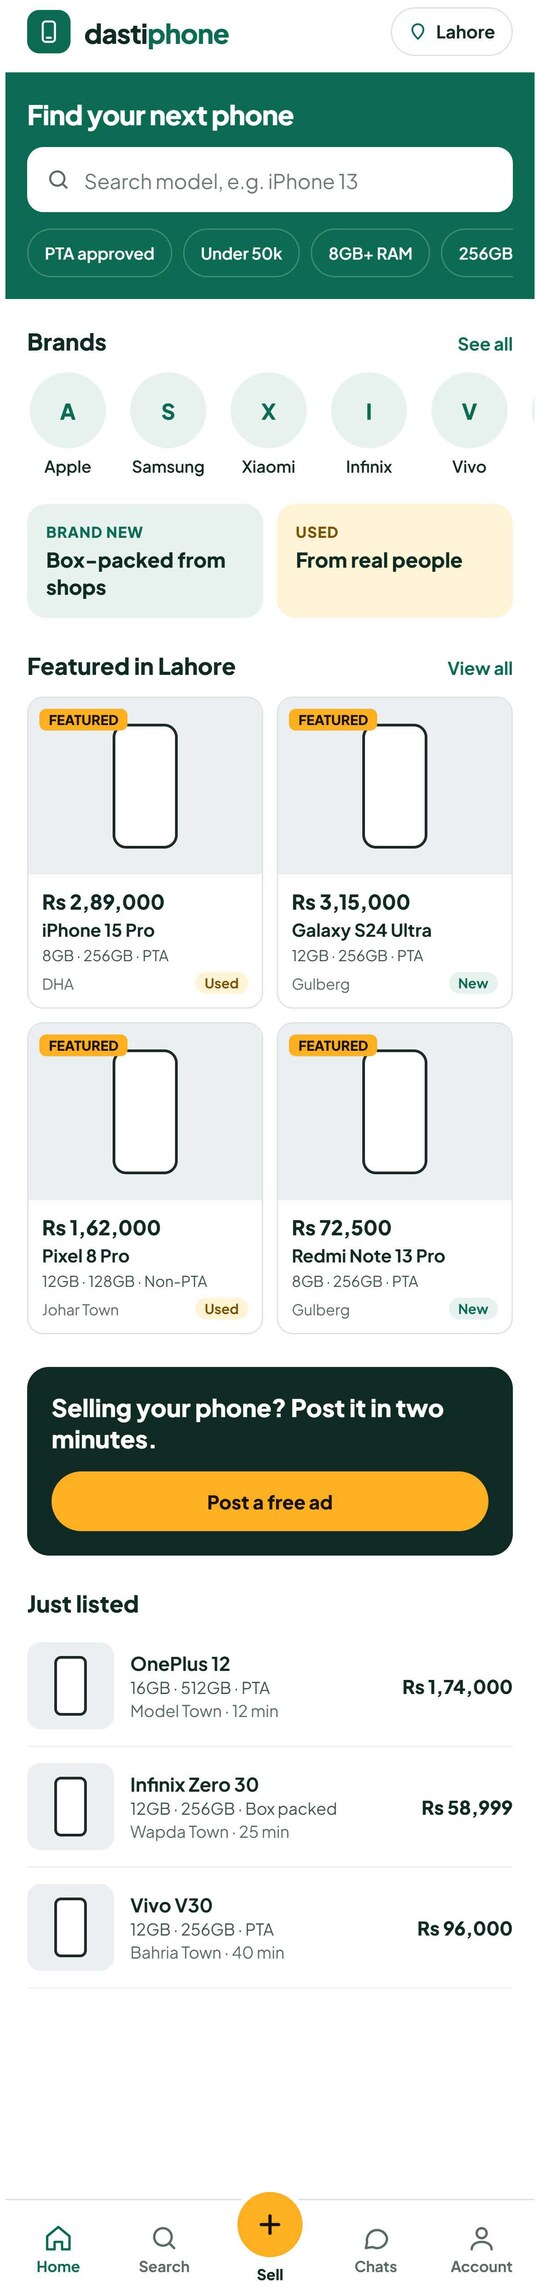 dastiphone
Lahore
Find your next phone
Search model, e.g. iPhone 13
PTA approved
Under 50k
8GB+ RAM
256GB
Brands
See all
A
S
X
I
V
Apple
Samsung
Xiaomi
Infinix
Vivo
BRAND NEW
Box-packed from
shops
USED
From real people
Featured in Lahore
View all
FEATURED
Rs 2,89,000
iPhone 15 Pro
8GB · 256GB · PTA
DHA
Used
FEATURED
Rs 3,15,000
Galaxy S24 Ultra
12GB · 256GB · PTA
Gulberg
New
FEATURED
Rs 1,62,000
Pixel 8 Pro
12GB · 128GB · Non-PTA
Johar Town
Used
FEATURED
Rs 72,500
Redmi Note 13 Pro
8GB · 256GB · PTA
Gulberg
New
Selling your phone? Post it in two
minutes.
Post a free ad
Just listed
OnePlus 12
16GB · 512GB · PTA
Model Town · 12 min
Rs 1,74,000
Infinix Zero 30
12GB · 256GB · Box packed
Wapda Town · 25 min
Rs 58,999
Vivo V30
12GB · 256GB · PTA
Bahria Town · 40 min
Rs 96,000
Home
Search
Sell
Chats
Account